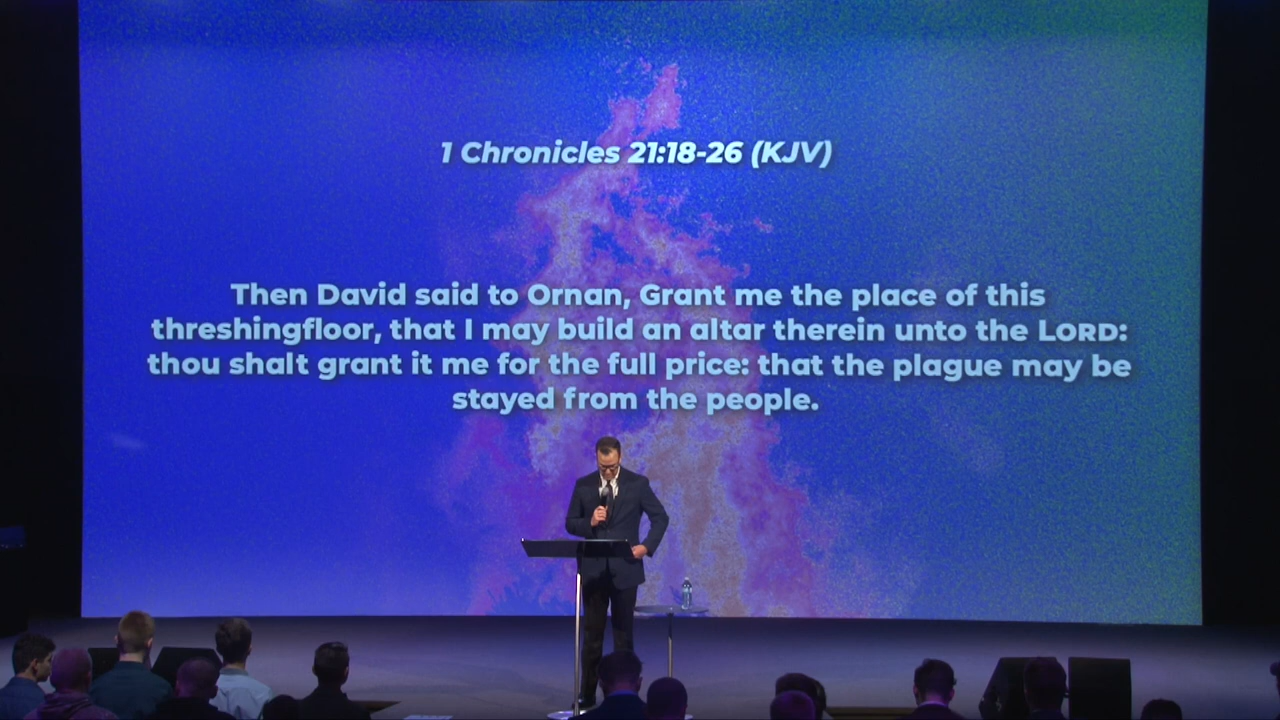 1 Chronicles 21:18-26 (KJV)
Then David said to Ornan, Grant me the place of this
threshingfloor, that I may build an altar therein unto the LORD:
thou shalt grant it me for the full price: that the plague may be
stayed from the people.